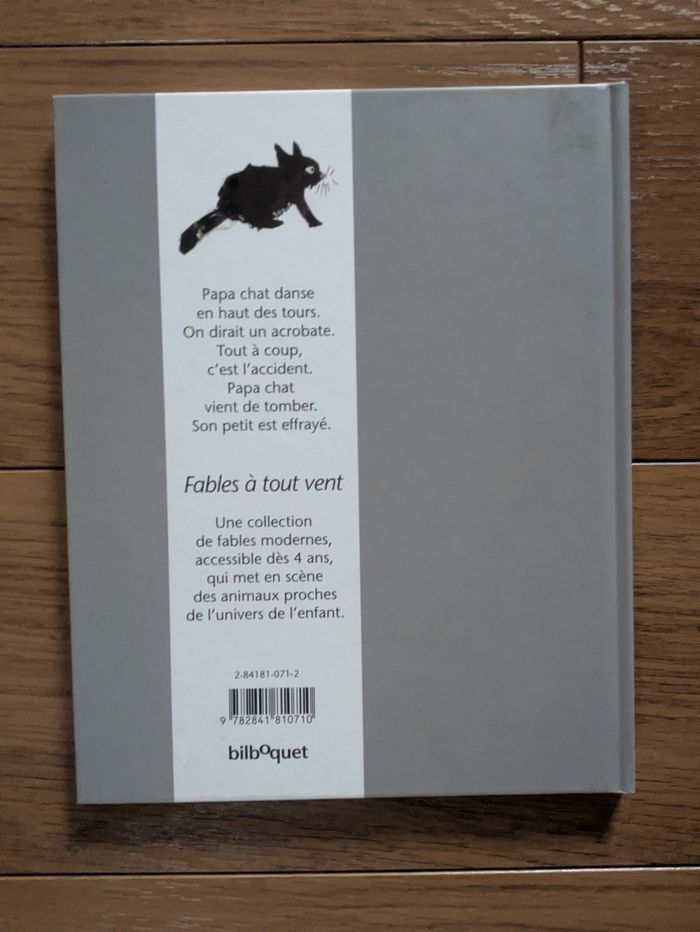 Papa chat danse
en haut des tours.
On dirait un acrobate.
Tout à coup,
c'est l'accident.
Papa chat
vient de tomber.
Son petit est effrayé.
Fables à tout vent
Une collection
de fables modernes,
accessible dès 4 ans,
qui met en scène
des animaux proches
de l'univers de l'enfant.
2-84181-071-2
9 782841 810710
bilboquet